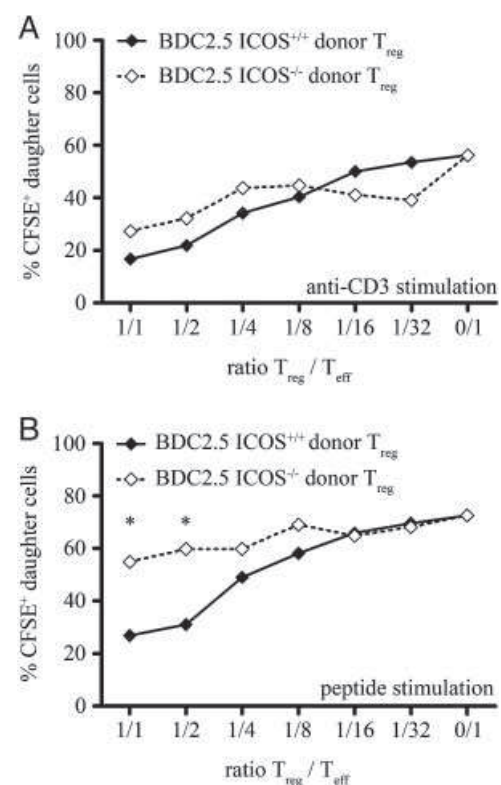 A
BDC2.5 ICOS+/+ donor Treg
BDC2.5 ICOS-/- donor Treg
% CFSE+ daughter cells
100
80
60
40
20
0
anti-CD3 stimulation
1/1 1/2 1/4 1/8 1/16 1/32 0/1
ratio Treg / Teff
B
BDC2.5 ICOS+/+ donor Treg
BDC2.5 ICOS-/- donor Treg
% CFSE+ daughter cells
100
80
60
40
20
0
* *
peptide stimulation
1/1 1/2 1/4 1/8 1/16 1/32 0/1
ratio Treg / Teff